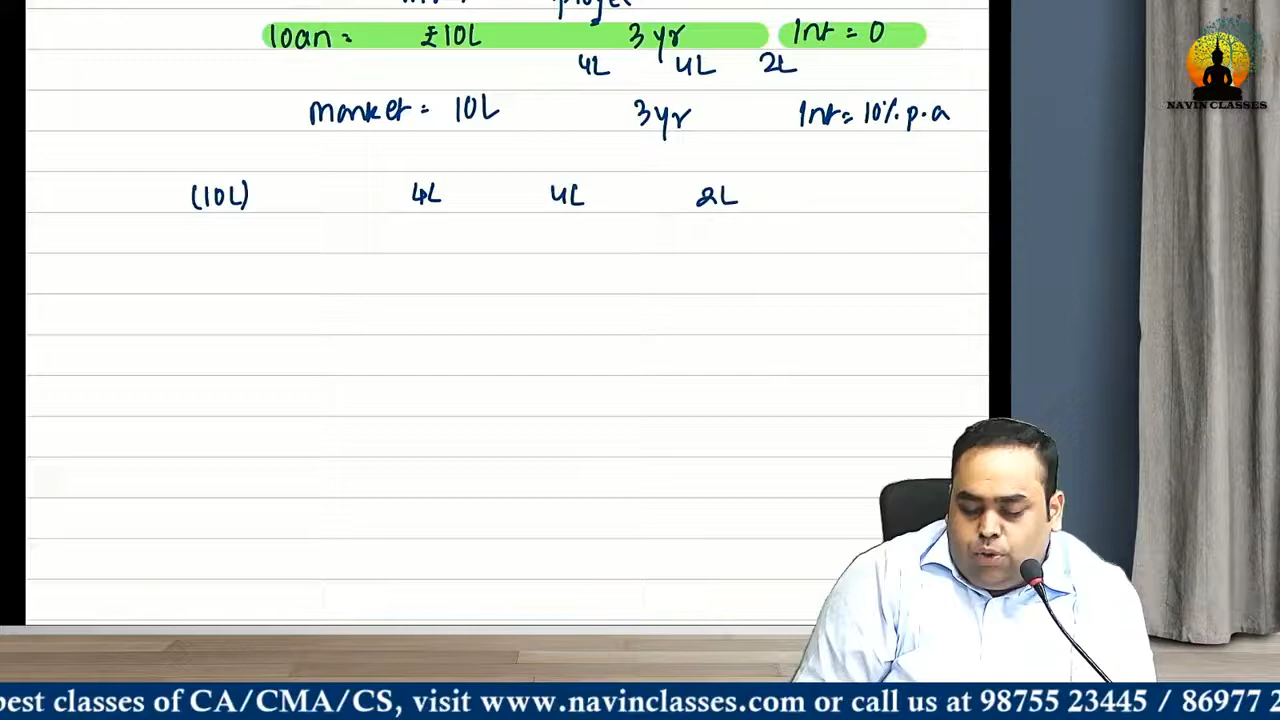 loan = ₹10L 3yr Int = 0
4L 4L 2L
market = 10L 3yr Int = 10% p.a
(10L) 4L 4L 2L
NAVIN CLASSES
best classes of CA/CMA/CS, visit www.navinclasses.com or call us at 98755 23445 / 86977 2